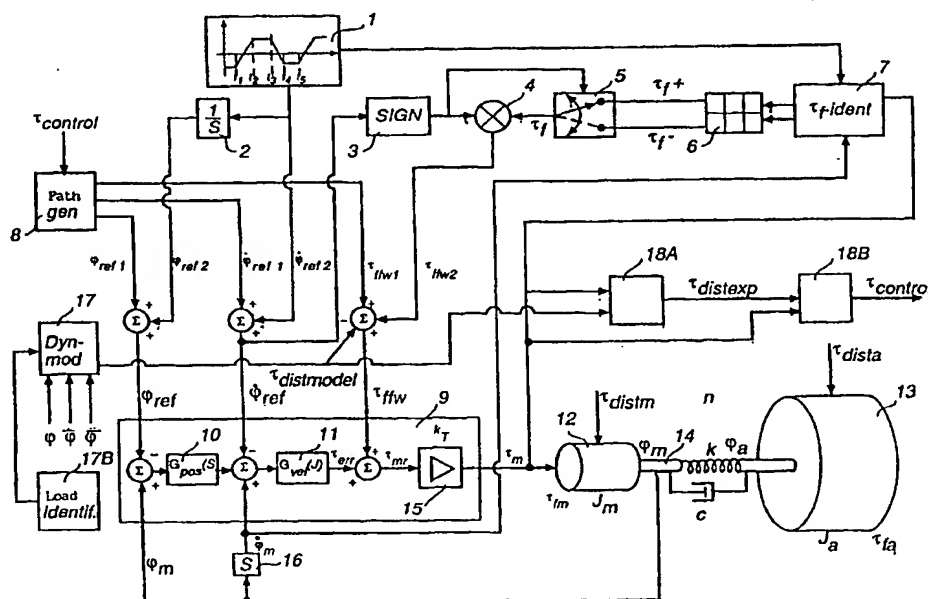 1
t₁ t₂ t₃ t₄ t₅
1/S
2
τcontrol
Path gen
8
SIGN
3
4
τf
5
τf+
τf-
6
7
τf-ident
φref 1
φref 2
φ̇ref 1
φ̇ref 2
τffw1
τffw2
Σ
+
+
Σ
+
+
Σ
-
+
+
18A
τdistexp
18B
τcontro
17
Dyn-mod
φ φ̇ φ̈
17B
Load Identif.
τdistmodel
φref
φ̇ref
τffw
9
10
Σ
-
+
Gpos(S)
Σ
-
+
+
11
Gvel(J)
τerr
Σ
+
+
τmr
kT
15
τm
φm
φ̇m
S
16
τdistm
12
τfm
Jm
n
φm
14
k
φa
c
τdista
13
Ja
τfa